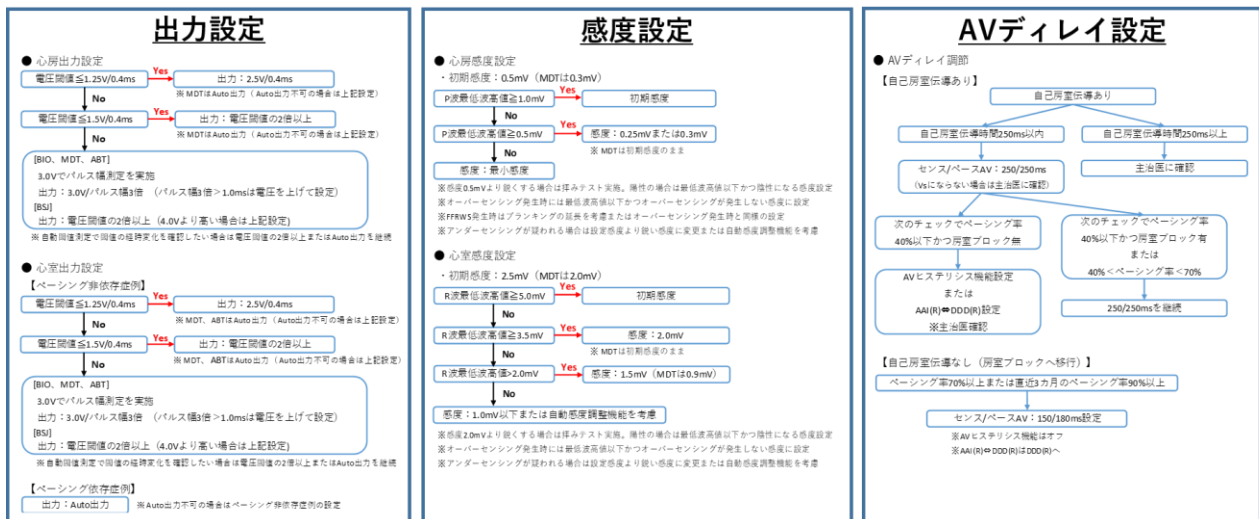 出力設定
● 心房出力設定
電圧閾値≦1.25V/0.4ms
Yes
出力：2.5V/0.4ms
※MDTはAuto出力（Auto出力不可の場合は上記設定）
No
電圧閾値≦1.5V/0.4ms
Yes
出力：電圧閾値の2倍以上
※MDTはAuto出力（Auto出力不可の場合は上記設定）
No
[BIO、MDT、ABT]
3.0Vでパルス幅測定を実施
出力：3.0V/パルス幅3倍　（パルス幅3倍＞1.0msは電圧を上げて設定）
[BSJ]
出力：電圧閾値の2倍以上（4.0Vより高い場合は上記設定)
※自動閾値測定で閾値の経時変化を確認したい場合は電圧閾値の2倍以上またはAuto出力を継続
● 心室出力設定
【ペーシング非依存症例】
電圧閾値≦1.25V/0.4ms
Yes
出力：2.5V/0.4ms
※MDT、ABTはAuto出力（Auto出力不可の場合は上記設定）
No
電圧閾値≦1.5V/0.4ms
Yes
出力：電圧閾値の2倍以上
※MDT、ABTはAuto出力（Auto出力不可の場合は上記設定）
No
[BIO、MDT、ABT]
3.0Vでパルス幅測定を実施
出力：3.0V/パルス幅3倍　（パルス幅3倍＞1.0msは電圧を上げて設定）
[BSJ]
出力：電圧閾値の2倍以上（4.0Vより高い場合は上記設定)
※自動閾値測定で閾値の経時変化を確認したい場合は電圧閾値の2倍以上またはAuto出力を継続
【ペーシング依存症例】
出力：Auto出力
※Auto出力不可の場合はペーシング非依存症例の設定
感度設定
● 心房感度設定
・初期感度：0.5mV（MDTは0.3mV）
P波最低波高値≧1.0mV
Yes
初期感度
No
P波最低波高値≧0.5mV
Yes
感度：0.25mVまたは0.3mV
※MDTは初期感度のまま
No
感度：最小感度
※感度0.5mVより鋭くする場合は拝みテスト実施。陽性の場合は最低波高値以下かつ陰性になる感度設定
※オーバーセンシング発生時には最低波高値以下かつオーバーセンシングが発生しない感度に設定
※FFRWS発生時はブランキングの延長を考慮またはオーバーセンシング発生時と同様の設定
※アンダーセンシングが疑われる場合は設定感度より鋭い感度に変更または自動感度調整機能を考慮
● 心室感度設定
・初期感度：2.5mV（MDTは2.0mV）
R波最低波高値≧5.0mV
Yes
初期感度
No
R波最低波高値≧3.5mV
Yes
感度：2.0mV
※MDTは初期感度のまま
No
R波最低波高値>2.0mV
Yes
感度：1.5mV（MDTは0.9mV）
No
感度：1.0mV以下または自動感度調整機能を考慮
※感度2.0mVより鋭くする場合は拝みテスト実施。陽性の場合は最低波高値以下かつ陰性になる感度設定
※オーバーセンシング発生時には最低波高値以下かつオーバーセンシングが発生しない感度に設定
※アンダーセンシングが疑われる場合は設定感度より鋭い感度に変更または自動感度調整機能を考慮
AVディレイ設定
● AVディレイ調節
【自己房室伝導あり】
自己房室伝導あり
自己房室伝導時間250ms以内
自己房室伝導時間250ms以上
センス/ペースAV：250/250ms
（Vsにならない場合は主治医に確認）
主治医に確認
次のチェックでペーシング率
40%以下かつ房室ブロック無
次のチェックでペーシング率
40%以下かつ房室ブロック有
または
40%＜ペーシング率＜70%
AVヒステリシス機能設定
または
AAI(R)⇔DDD(R)設定
※主治医確認
250/250msを継続
【自己房室伝導なし（房室ブロックへ移行）】
ペーシング率70%以上または直近3カ月のペーシング率90%以上
センス/ペースAV：150/180ms設定
※AVヒステリシス機能はオフ
※AAI(R)⇔DDD(R)はDDD(R)へ